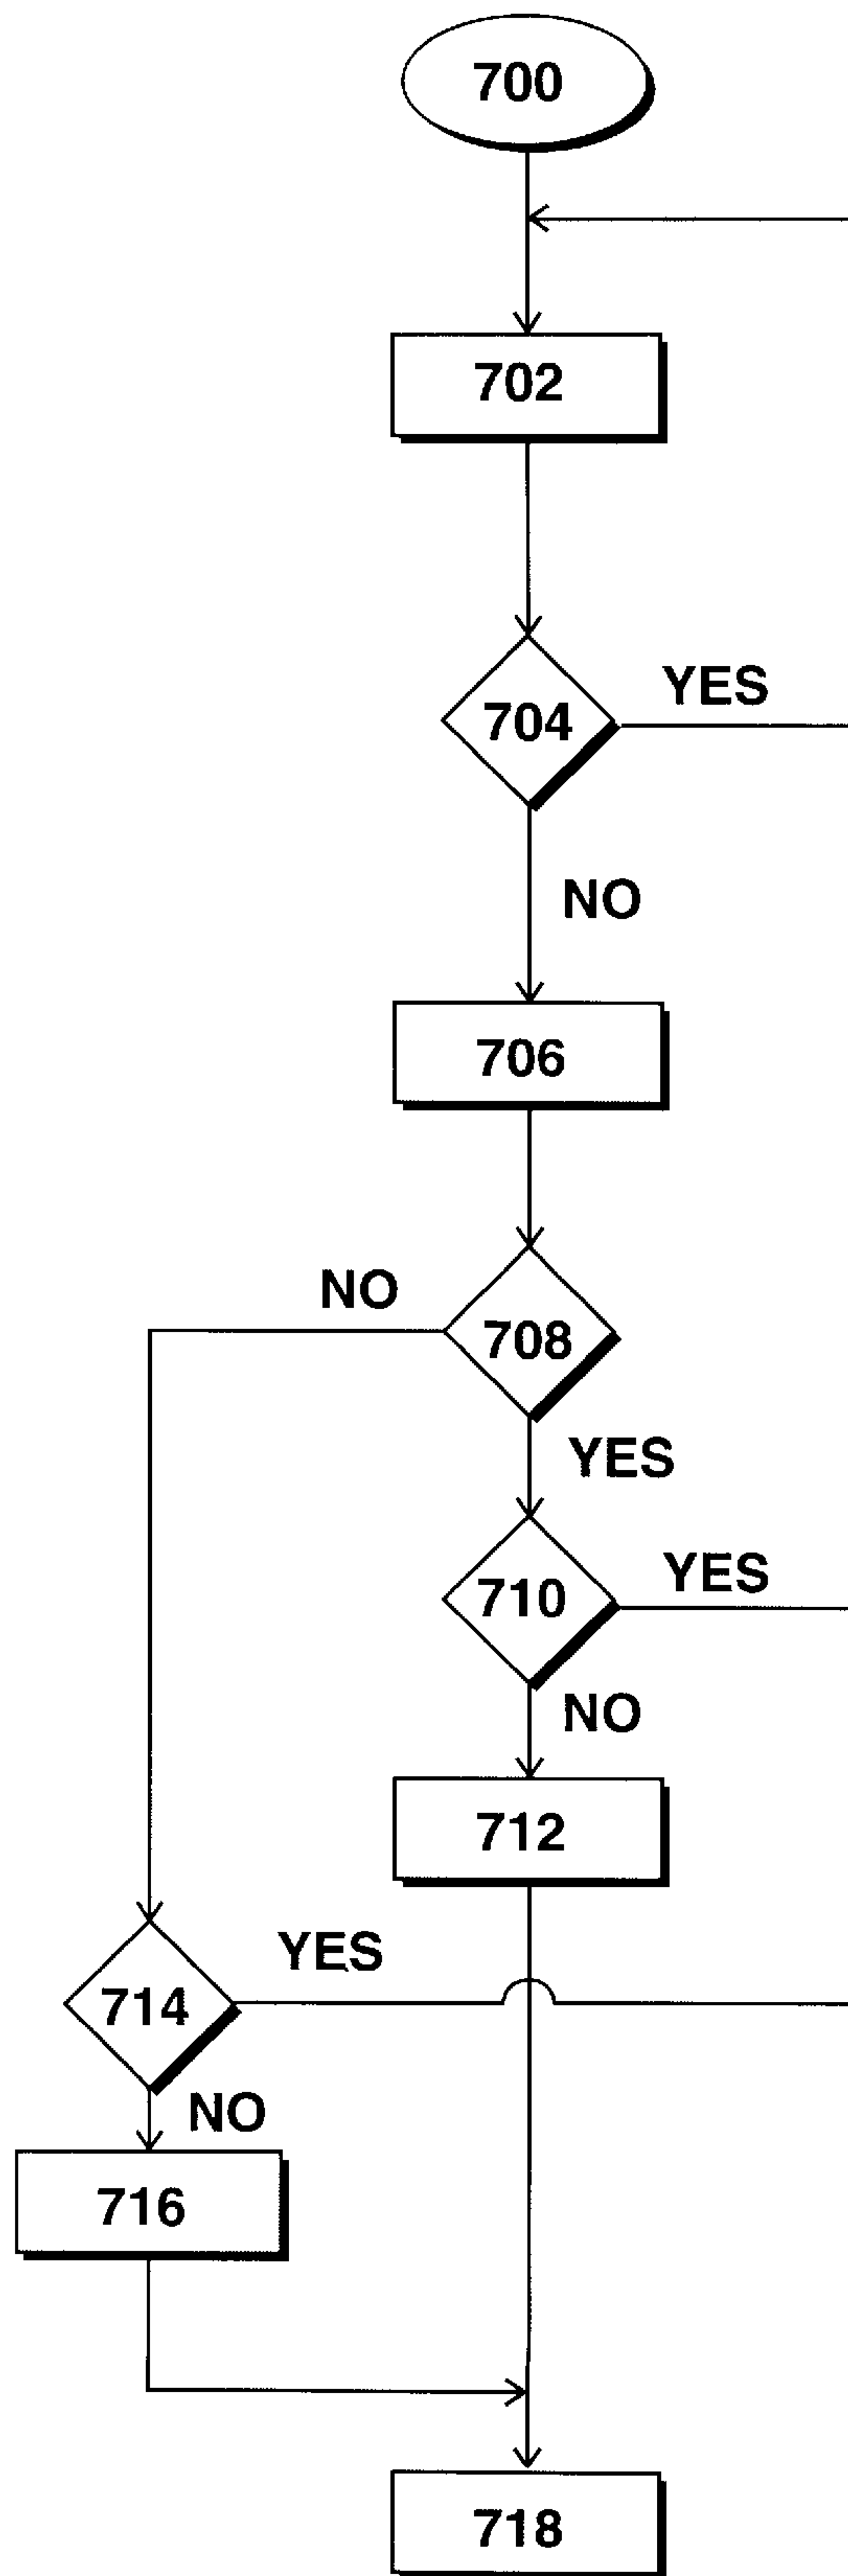 700
702
YES
704
NO
706
NO
708
YES
YES
710
NO
712
YES
714
NO
716
718